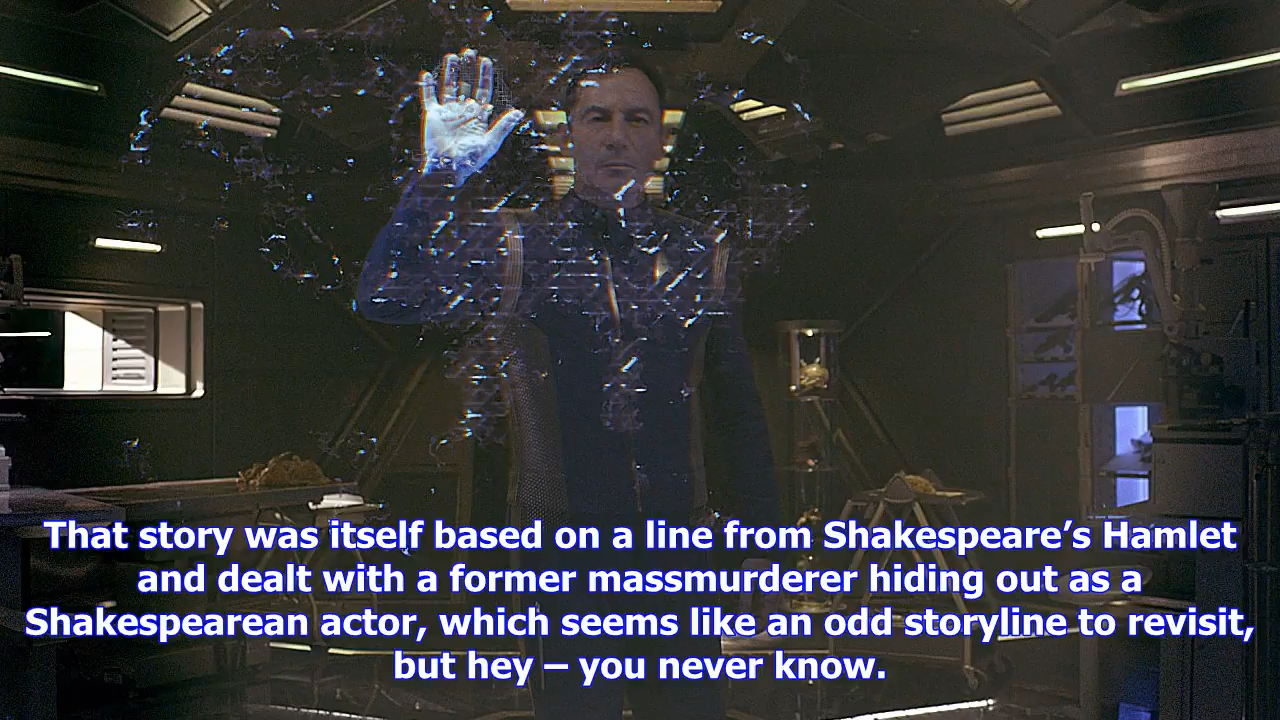 That story was itself based on a line from Shakespeare’s Hamlet
and dealt with a former massmurderer hiding out as a
Shakespearean actor, which seems like an odd storyline to revisit,
but hey – you never know.